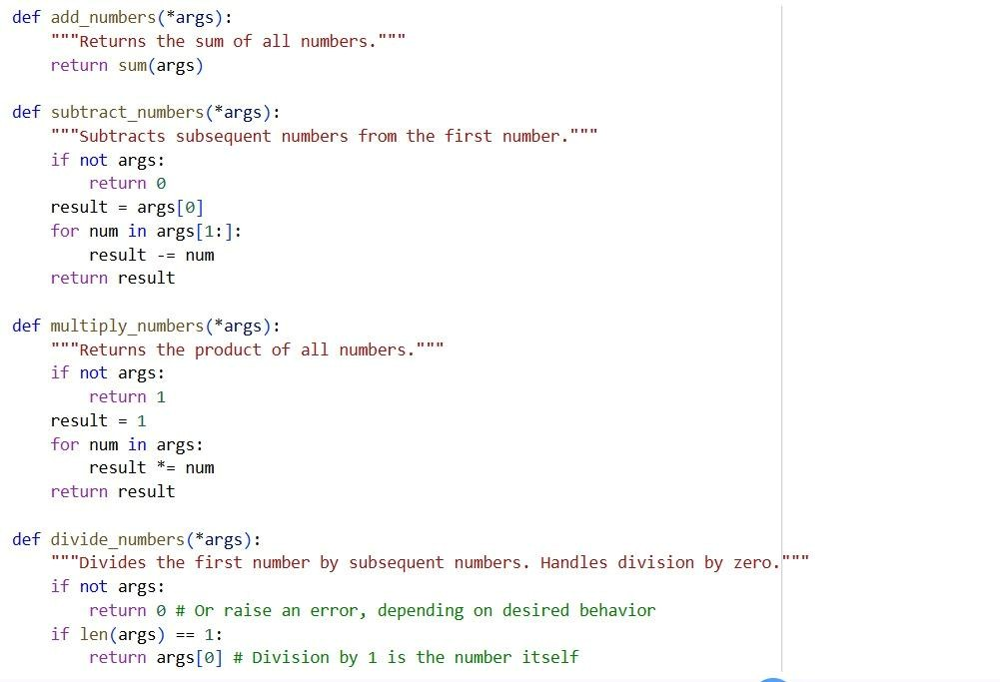 def add_numbers(*args):
    """Returns the sum of all numbers."""
    return sum(args)

def subtract_numbers(*args):
    """Subtracts subsequent numbers from the first number."""
    if not args:
        return 0
    result = args[0]
    for num in args[1:]:
        result -= num
    return result

def multiply_numbers(*args):
    """Returns the product of all numbers."""
    if not args:
        return 1
    result = 1
    for num in args:
        result *= num
    return result

def divide_numbers(*args):
    """Divides the first number by subsequent numbers. Handles division by zero."""
    if not args:
        return 0 # Or raise an error, depending on desired behavior
    if len(args) == 1:
        return args[0] # Division by 1 is the number itself